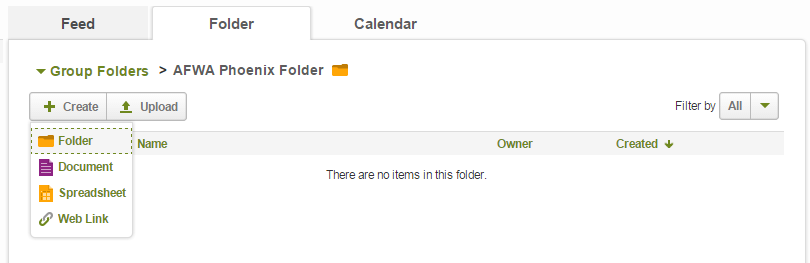 Feed Folder Calendar
Group Folders > AFWA Phoenix Folder
Create Upload Filter by All
Folder Name Owner Created
Document There are no items in this folder.
Spreadsheet
Web Link